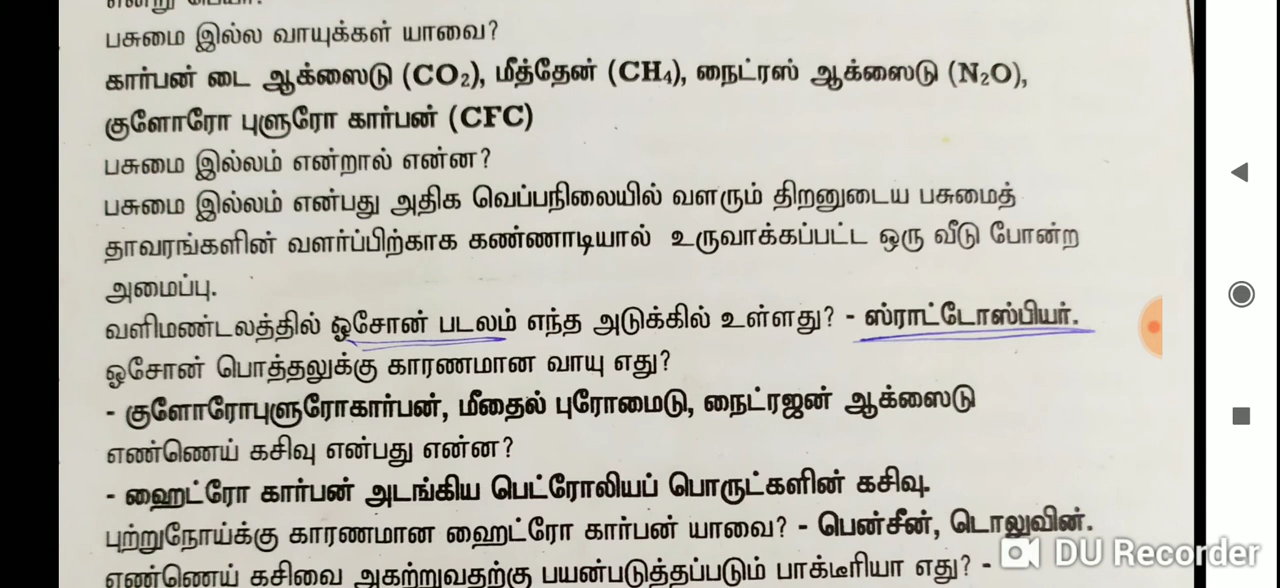 பசுமை இல்ல வாயுக்கள் யாவை?
கார்பன் டை ஆக்ஸைடு (CO₂), மீத்தேன் (CH₄), நைட்ரஸ் ஆக்ஸைடு (N₂O),
குளோரோ புளுரோ கார்பன் (CFC)
பசுமை இல்லம் என்றால் என்ன?
பசுமை இல்லம் என்பது அதிக வெப்பநிலையில் வளரும் திறனுடைய பசுமைத்
தாவரங்களின் வளர்ப்பிற்காக கண்ணாடியால் உருவாக்கப்பட்ட ஒரு வீடு போன்ற
அமைப்பு.
வளிமண்டலத்தில் ஓசோன் படலம் எந்த அடுக்கில் உள்ளது? - ஸ்ராட்டோஸ்பியர்.
ஓசோன் பொத்தலுக்கு காரணமான வாயு எது?
- குளோரோபுளுரோகார்பன், மீதைல் புரோமைடு, நைட்ரஜன் ஆக்ஸைடு
எண்ணெய் கசிவு என்பது என்ன?
- ஹைட்ரோ கார்பன் அடங்கிய பெட்ரோலியப் பொருட்களின் கசிவு.
புற்றுநோய்க்கு காரணமான ஹைட்ரோ கார்பன் யாவை? - பென்சீன், டொலுவின்.
எண்ணெய் கசிவை அகற்றுவதற்கு பயன்படுத்தப்படும் பாக்டீரியா எது? -
DU Recorder